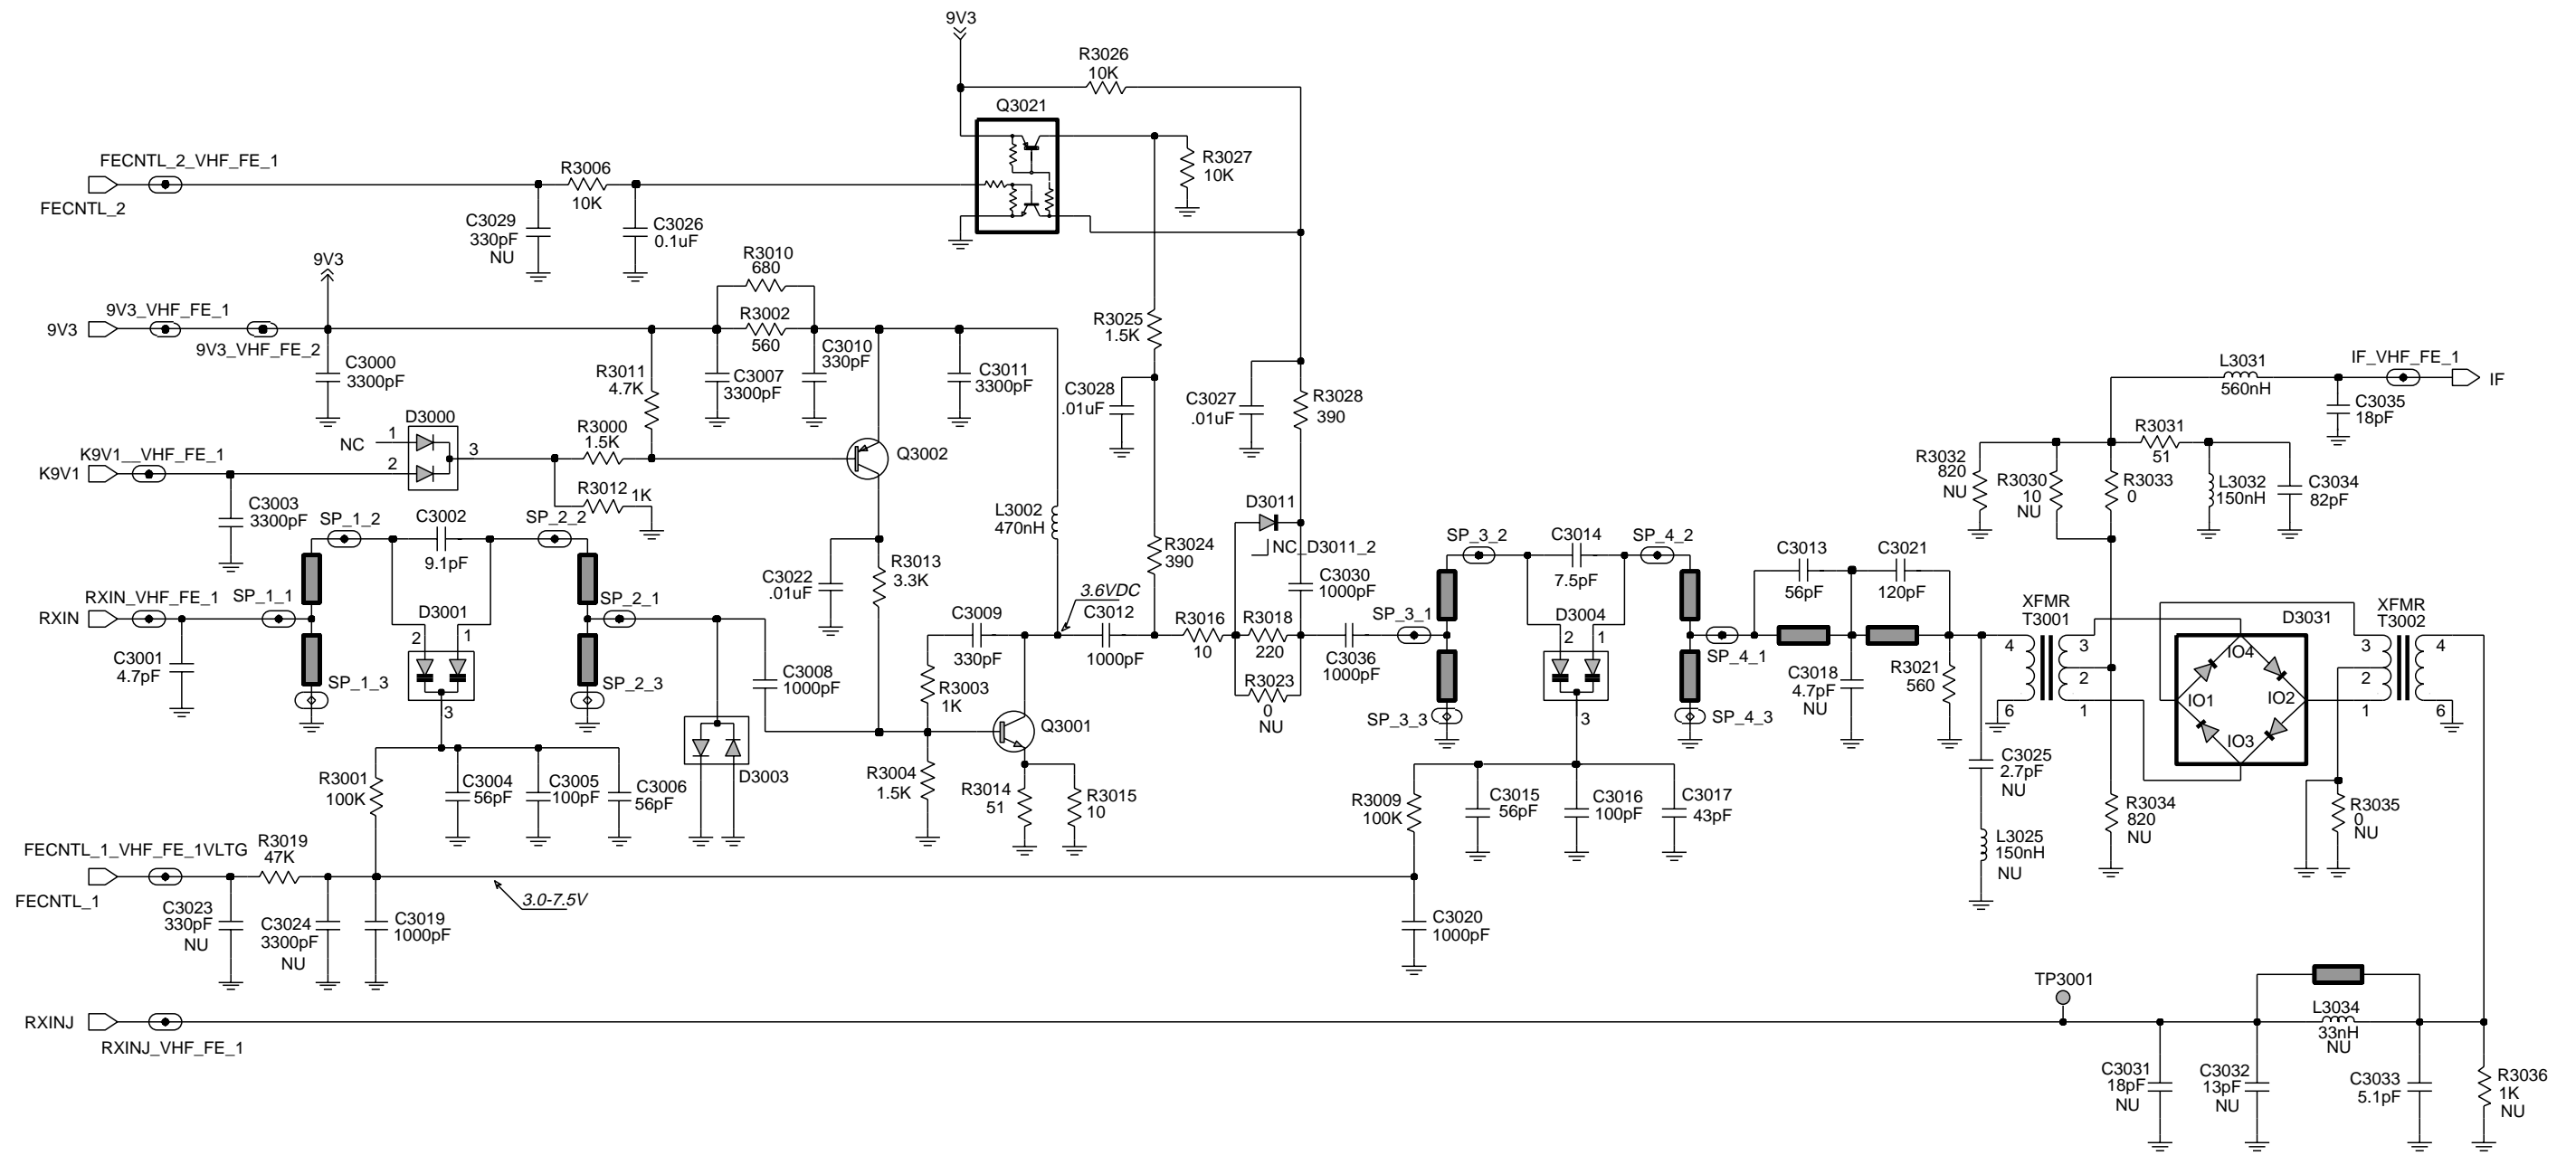 9V3
R3026
10K
Q3021
FECNTL_2_VHF_FE_1
FECNTL_2
R3006
10K
R3027
10K
C3029
330pF
NU
C3026
0.1uF
9V3
R3010
680
9V3_VHF_FE_1
9V3
9V3_VHF_FE_2
R3002
560
R3025
1.5K
C3000
3300pF
R3011
4.7K
C3007
3300pF
C3010
330pF
C3011
3300pF
C3028
.01uF
C3027
.01uF
R3028
390
L3031
560nH
IF_VHF_FE_1
IF
C3035
18pF
D3000
NC
1
2
3
K9V1__VHF_FE_1
K9V1
R3000
1.5K
Q3002
R3031
51
R3032
820
NU
R3030
10
NU
R3033
0
L3032
150nH
C3034
82pF
C3003
3300pF
R3012
1K
SP_1_2
C3002
9.1pF
SP_2_2
L3002
470nH
D3011
NC_D3011_2
R3024
390
SP_3_2
C3014
7.5pF
SP_4_2
C3013
56pF
C3021
120pF
C3022
.01uF
R3013
3.3K
C3030
1000pF
RXIN_VHF_FE_1
RXIN
SP_1_1
D3001
2
1
3
SP_2_1
3.6VDC
C3009
330pF
C3012
1000pF
R3016
10
R3018
220
SP_3_1
D3004
2
1
3
SP_4_1
XFMR
T3001
4
6
3
2
1
D3031
IO4
IO1
IO2
IO3
XFMR
T3002
3
2
1
4
6
C3001
4.7pF
SP_1_3
SP_2_3
C3008
1000pF
R3003
1K
Q3001
R3023
0
NU
C3036
1000pF
SP_3_3
SP_4_3
C3018
4.7pF
NU
R3021
560
D3003
R3001
100K
C3004
56pF
C3005
100pF
C3006
56pF
R3004
1.5K
R3014
51
R3015
10
R3009
100K
C3015
56pF
C3016
100pF
C3017
43pF
C3025
2.7pF
NU
L3025
150nH
NU
R3034
820
NU
R3035
0
NU
FECNTL_1_VHF_FE_1VLTG
FECNTL_1
R3019
47K
3.0-7.5V
C3023
330pF
NU
C3024
3300pF
NU
C3019
1000pF
C3020
1000pF
RXINJ
RXINJ_VHF_FE_1
TP3001
L3034
33nH
NU
C3031
18pF
NU
C3032
13pF
NU
C3033
5.1pF
R3036
1K
NU